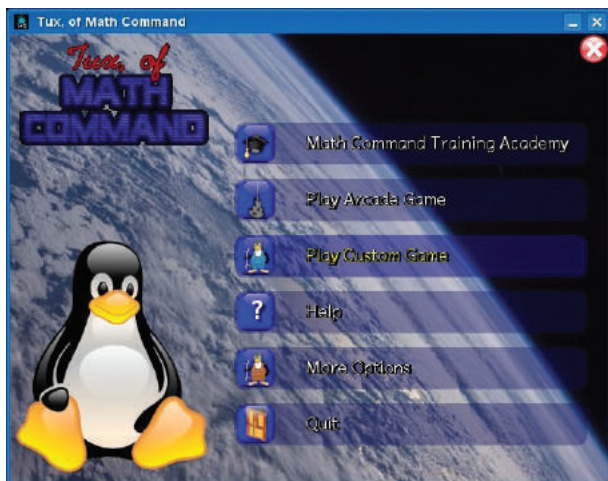 Tux, of Math Command
Tux, of
MATH
COMMAND
Math Command Training Academy
Play Arcade Game
Play Custom Game
?
Help
More Options
Quit